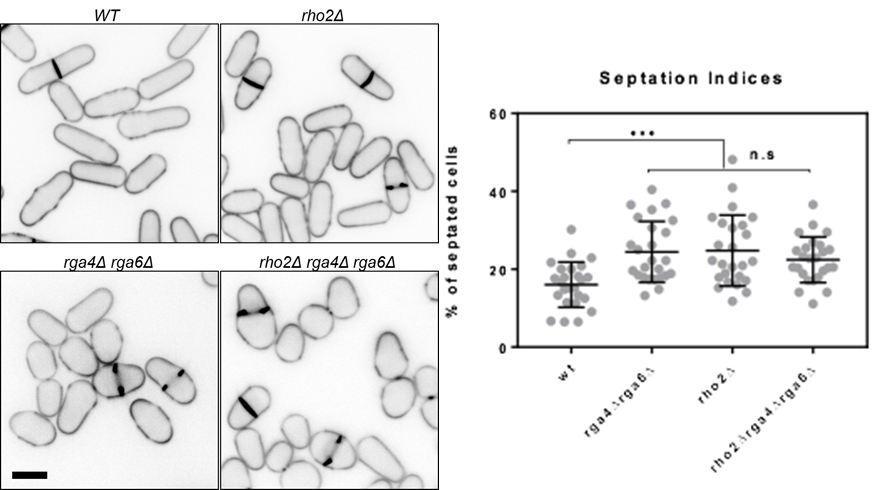 WT
rho2Δ
rga4Δ rga6Δ
rho2Δ rga4Δ rga6Δ
Septation Indices
% of septated cells
60
40
20
0
***
n.s
wt
rga4Δrga6Δ
rho2Δ
rho2Δrga4Δrga6Δ